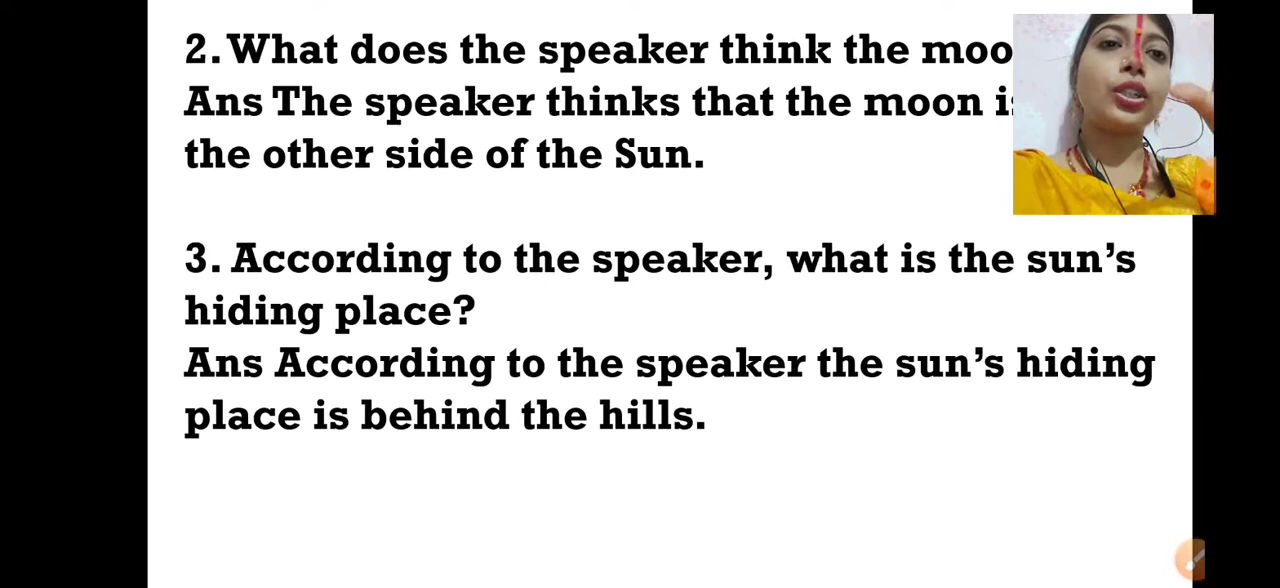 2. What does the speaker think the
Ans The speaker thinks that the moon
the other side of the Sun.
3. According to the speaker, what is the sun’s
hiding place?
Ans According to the speaker the sun’s hiding
place is behind the hills.